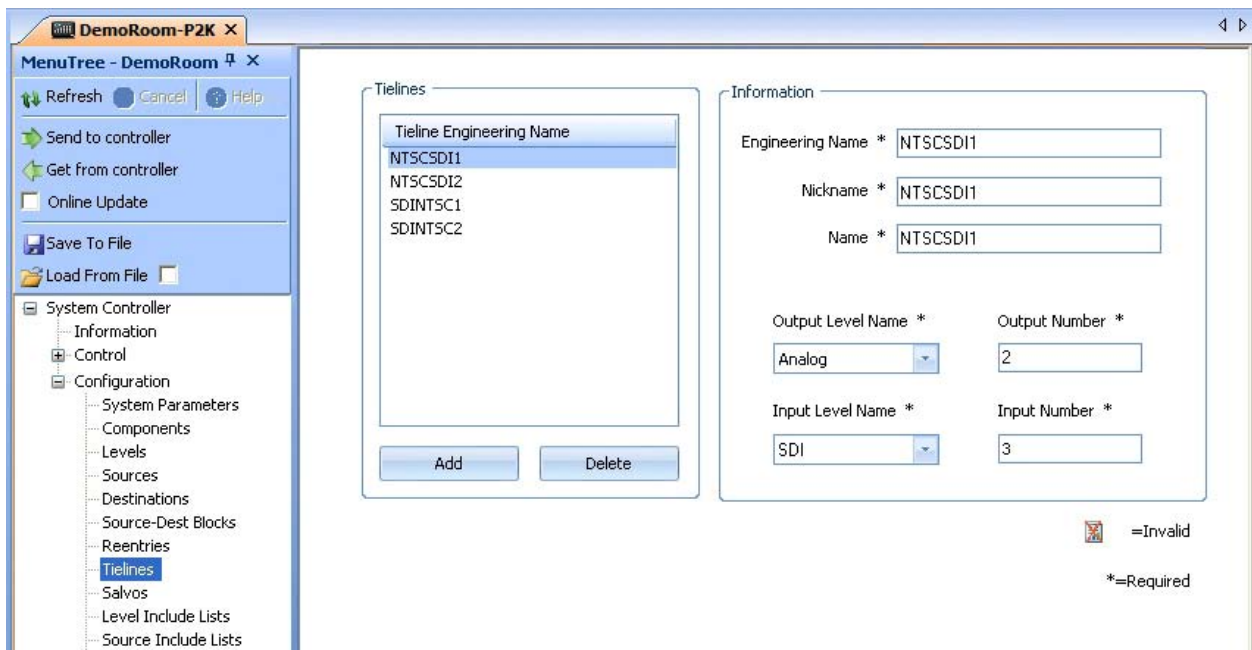 DemoRoom-P2K
MenuTree - DemoRoom
Refresh Cancel Help
Send to controller
Get from controller
Online Update
Save To File
Load From File
System Controller
Information
Control
Configuration
System Parameters
Components
Levels
Sources
Destinations
Source-Dest Blocks
Reentries
Tielines
Salvos
Level Include Lists
Source Include Lists
Tielines
Tieline Engineering Name
NTSCSDI1
NTSCSDI2
SDINTSC1
SDINTSC2
Add Delete
Information
Engineering Name * NTSCSDI1
Nickname * NTSCSDI1
Name * NTSCSDI1
Output Level Name * Output Number *
Analog 2
Input Level Name * Input Number *
SDI 3
=Invalid
*=Required